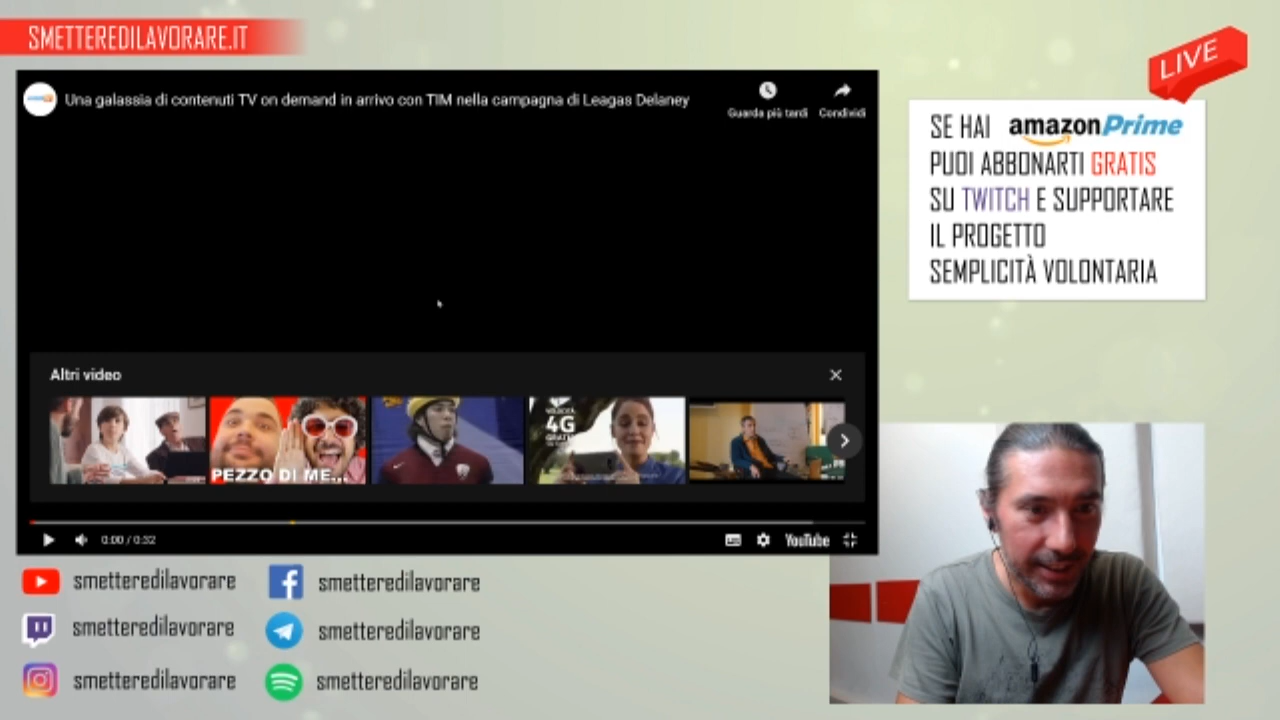 SMETTEREDILAVORARE.IT
LIVE
Una galassia di contenuti TV on demand in arrivo con TIM nella campagna di Leagas Delaney
Guarda più tardi
Condividi
SE HAI amazonPrime
PUOI ABBONARTI GRATIS
SU TWITCH E SUPPORTARE
IL PROGETTO
SEMPLICITÀ VOLONTARIA
Altri video
VELOCITÀ
4G
PEZZO DI ME...
0:00 / 0:32
YouTube
smetteredilavorare
smetteredilavorare
smetteredilavorare
smetteredilavorare
smetteredilavorare
smetteredilavorare